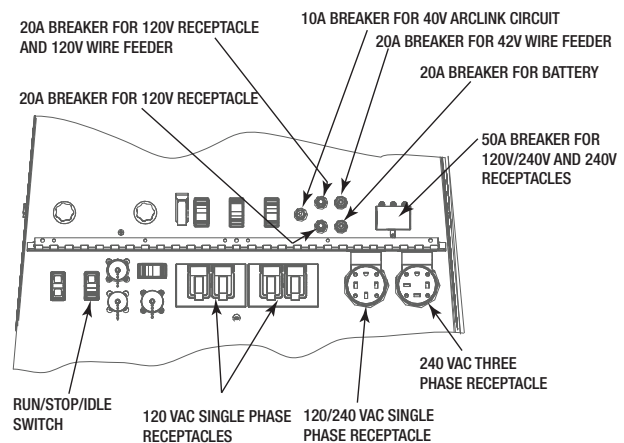 20A BREAKER FOR 120V RECEPTACLE
AND 120V WIRE FEEDER
10A BREAKER FOR 40V ARCLINK CIRCUIT
20A BREAKER FOR 42V WIRE FEEDER
20A BREAKER FOR BATTERY
20A BREAKER FOR 120V RECEPTACLE
50A BREAKER FOR
120V/240V AND 240V
RECEPTACLES
240 VAC THREE
PHASE RECEPTACLE
RUN/STOP/IDLE
SWITCH
120 VAC SINGLE PHASE
RECEPTACLES
120/240 VAC SINGLE
PHASE RECEPTACLE